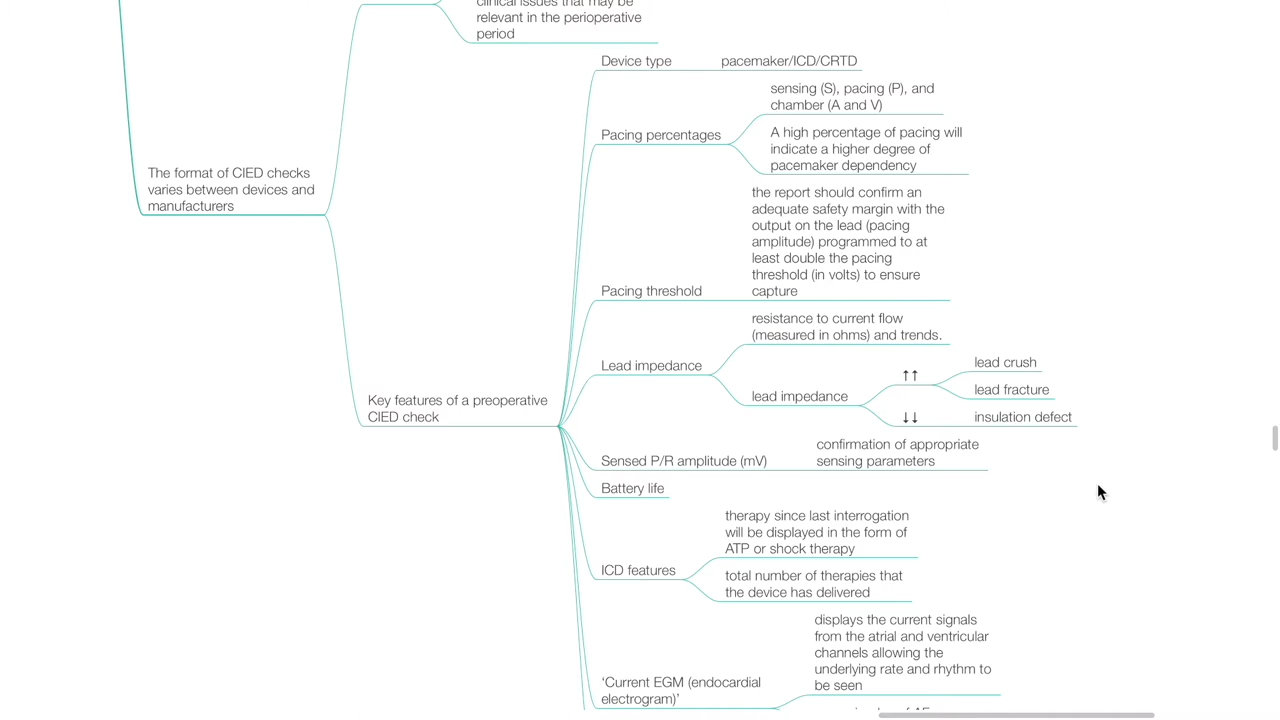 clinical issues that may be
relevant in the perioperative
period
The format of CIED checks
varies between devices and
manufacturers
Key features of a preoperative
CIED check
Device type
pacemaker/ICD/CRTD
Pacing percentages
sensing (S), pacing (P), and
chamber (A and V)
A high percentage of pacing will
indicate a higher degree of
pacemaker dependency
Pacing threshold
the report should confirm an
adequate safety margin with the
output on the lead (pacing
amplitude) programmed to at
least double the pacing
threshold (in volts) to ensure
capture
Lead impedance
resistance to current flow
(measured in ohms) and trends.
lead impedance
↑↑
lead crush
lead fracture
↓↓
insulation defect
Sensed P/R amplitude (mV)
confirmation of appropriate
sensing parameters
Battery life
ICD features
therapy since last interrogation
will be displayed in the form of
ATP or shock therapy
total number of therapies that
the device has delivered
‘Current EGM (endocardial
electrogram)’
displays the current signals
from the atrial and ventricular
channels allowing the
underlying rate and rhythm to
be seen